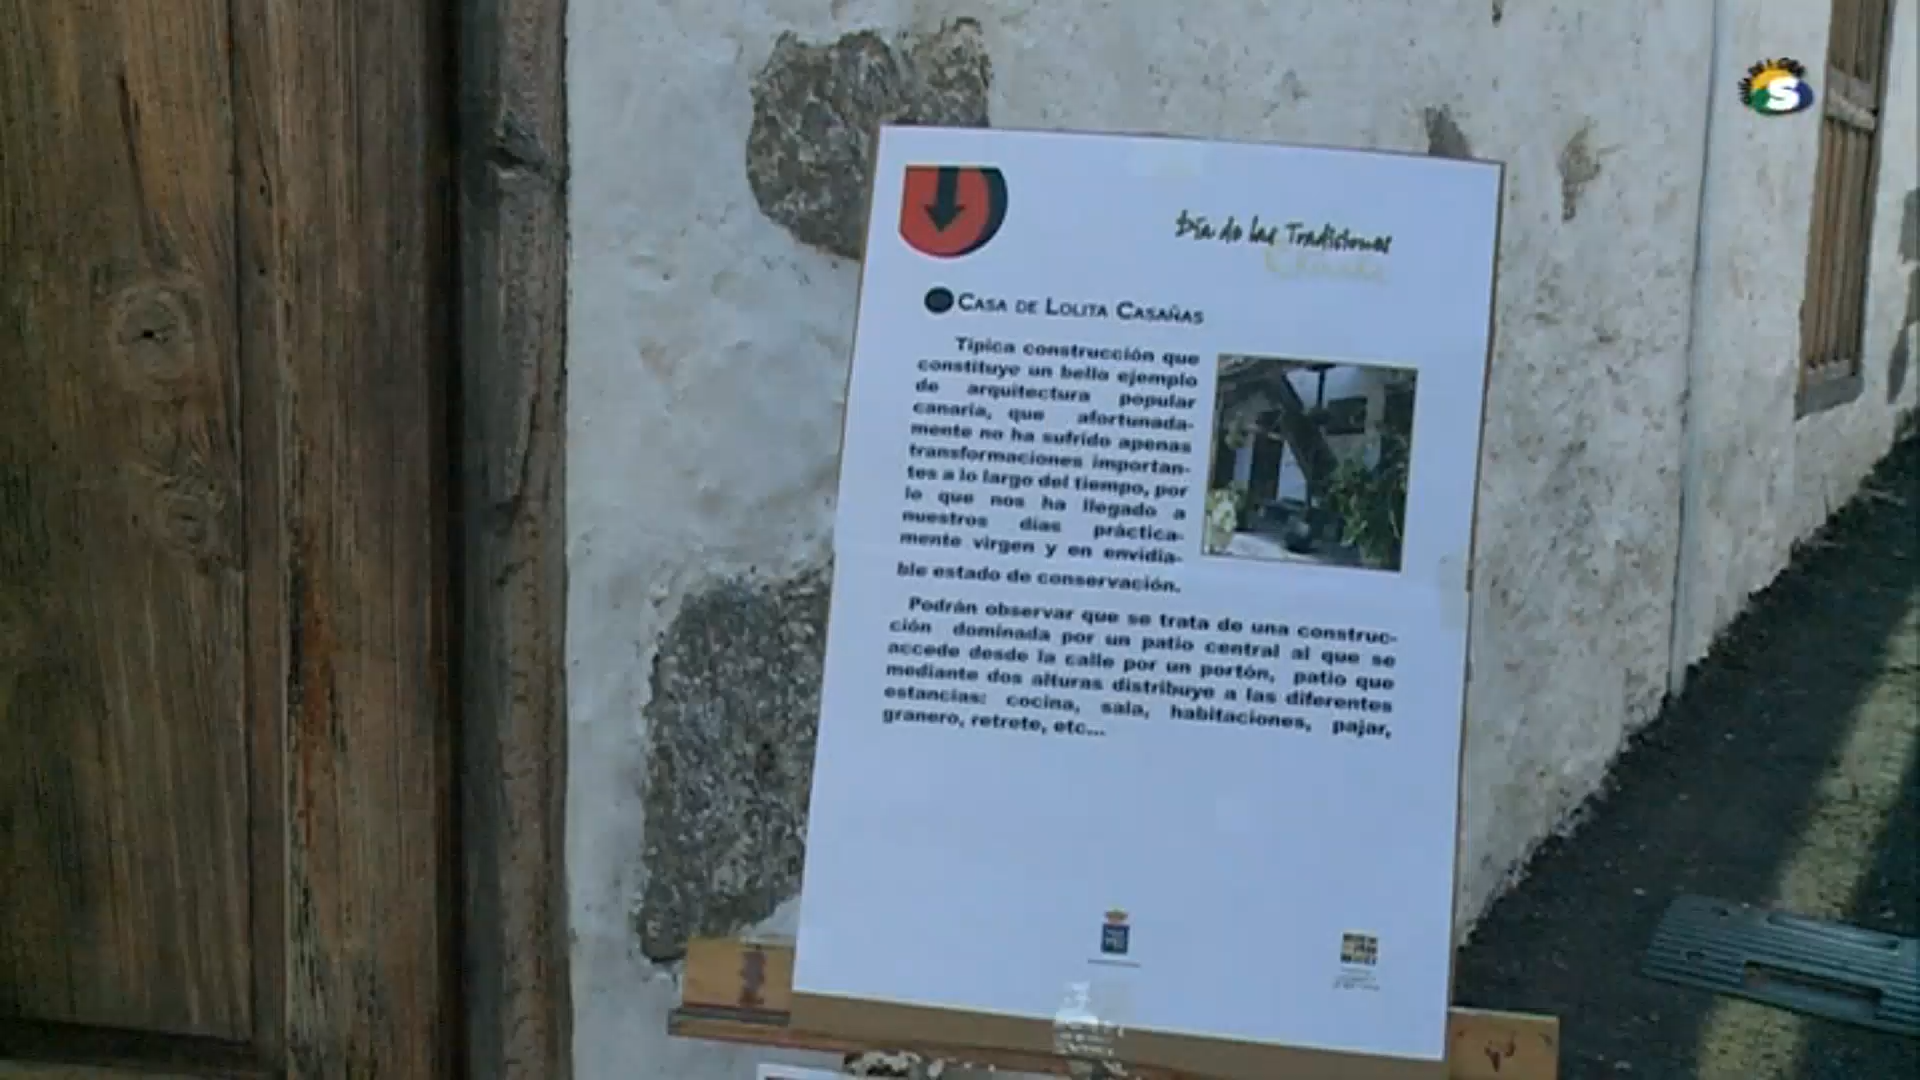 S
Día de las Tradiciones
CASA DE LOLITA CASAÑAS
Típica construcción que
constituye un bello ejemplo
de arquitectura popular
canaria, que afortunada-
mente no ha sufrido apenas
transformaciones importan-
tes a lo largo del tiempo, por
lo que nos ha llegado a
nuestros días práctica-
mente virgen y en envidia-
ble estado de conservación.
Podrán observar que se trata de una construc-
ción dominada por un patio central al que se
accede desde la calle por un portón, patio que
mediante dos alturas distribuye a las diferentes
estancias: cocina, sala, habitaciones, pajar,
granero, retrete, etc...